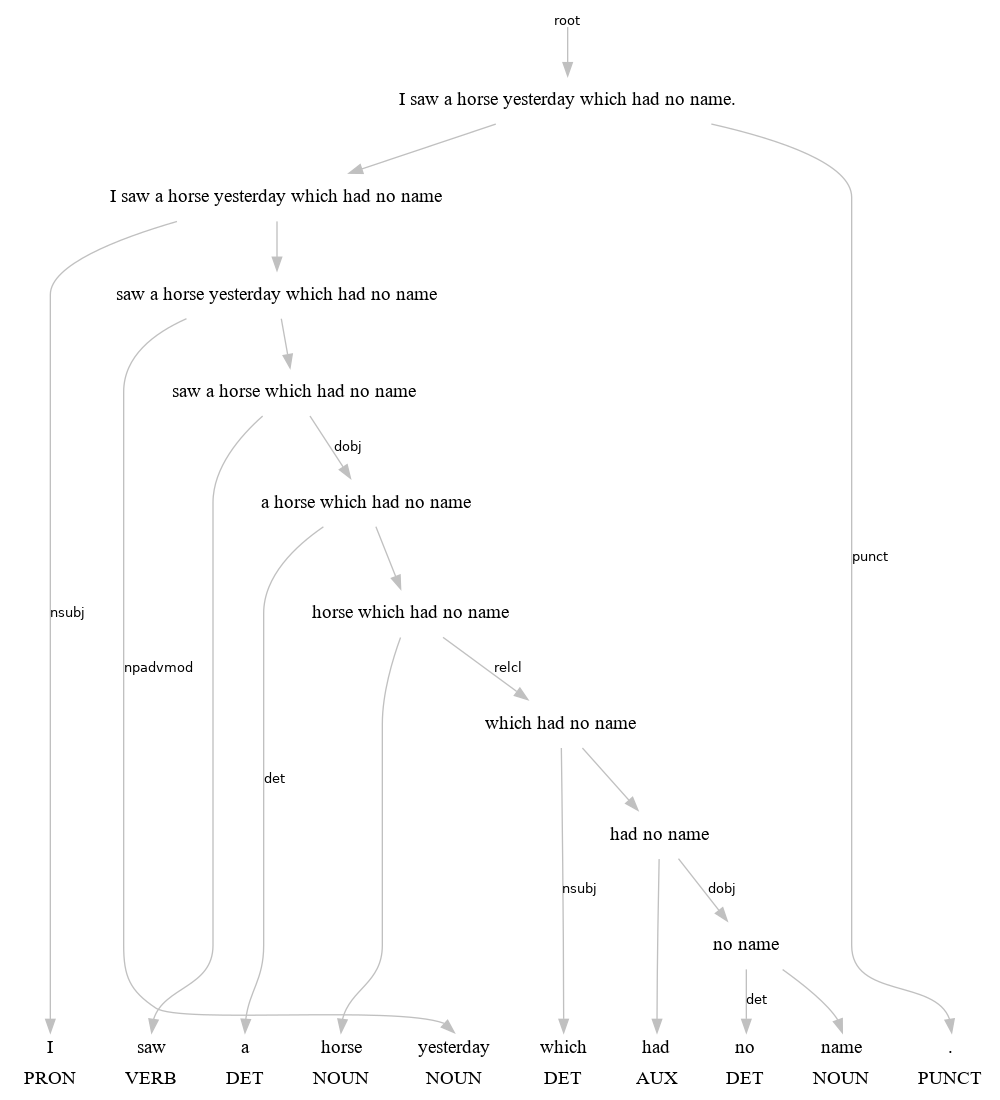 root
I saw a horse yesterday which had no name.
I saw a horse yesterday which had no name
saw a horse yesterday which had no name
saw a horse which had no name
dobj
a horse which had no name
punct
nsubj
horse which had no name
npadvmod
relcl
which had no name
det
had no name
nsubj
dobj
no name
det
I saw a horse yesterday which had no name .
PRON VERB DET NOUN NOUN DET AUX DET NOUN PUNCT